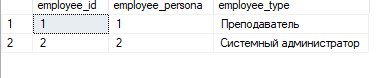 employee_id employee_persona employee_type
1 1 1 Преподаватель
2 2 2 Системный администратор